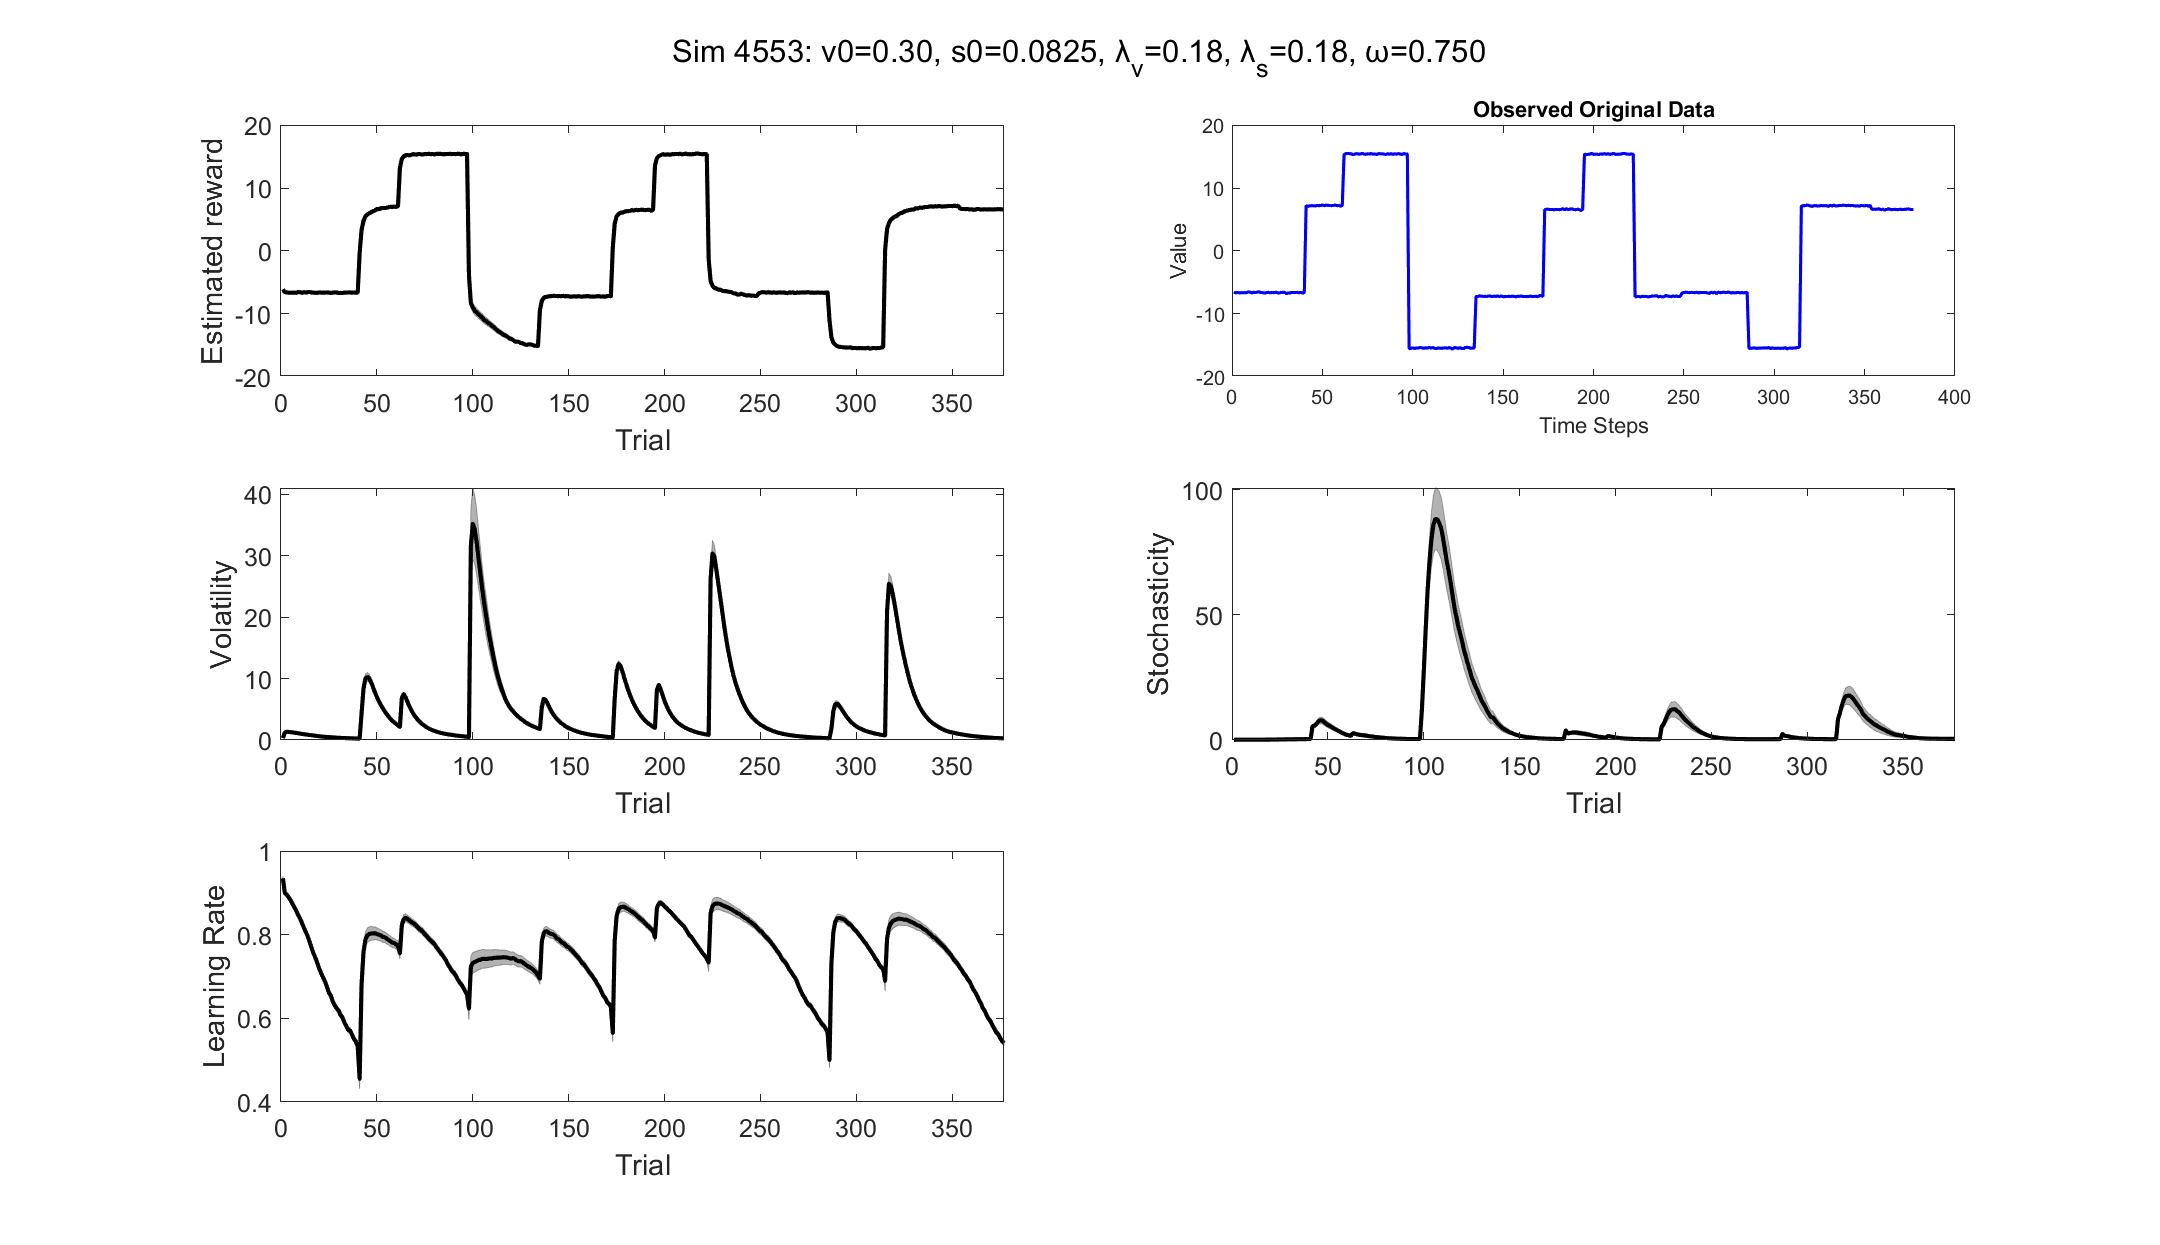 Sim 4553: v0=0.30, s0=0.0825, λv=0.18, λs=0.18, ω=0.750
20
10
0
-10
-20
Estimated reward
0 50 100 150 200 250 300 350
Trial
Observed Original Data
20
10
0
-10
-20
Value
0 50 100 150 200 250 300 350 400
Time Steps
40
30
20
10
0
Volatility
0 50 100 150 200 250 300 350
Trial
100
50
0
Stochasticity
0 50 100 150 200 250 300 350
Trial
1
0.8
0.6
0.4
Learning Rate
0 50 100 150 200 250 300 350
Trial